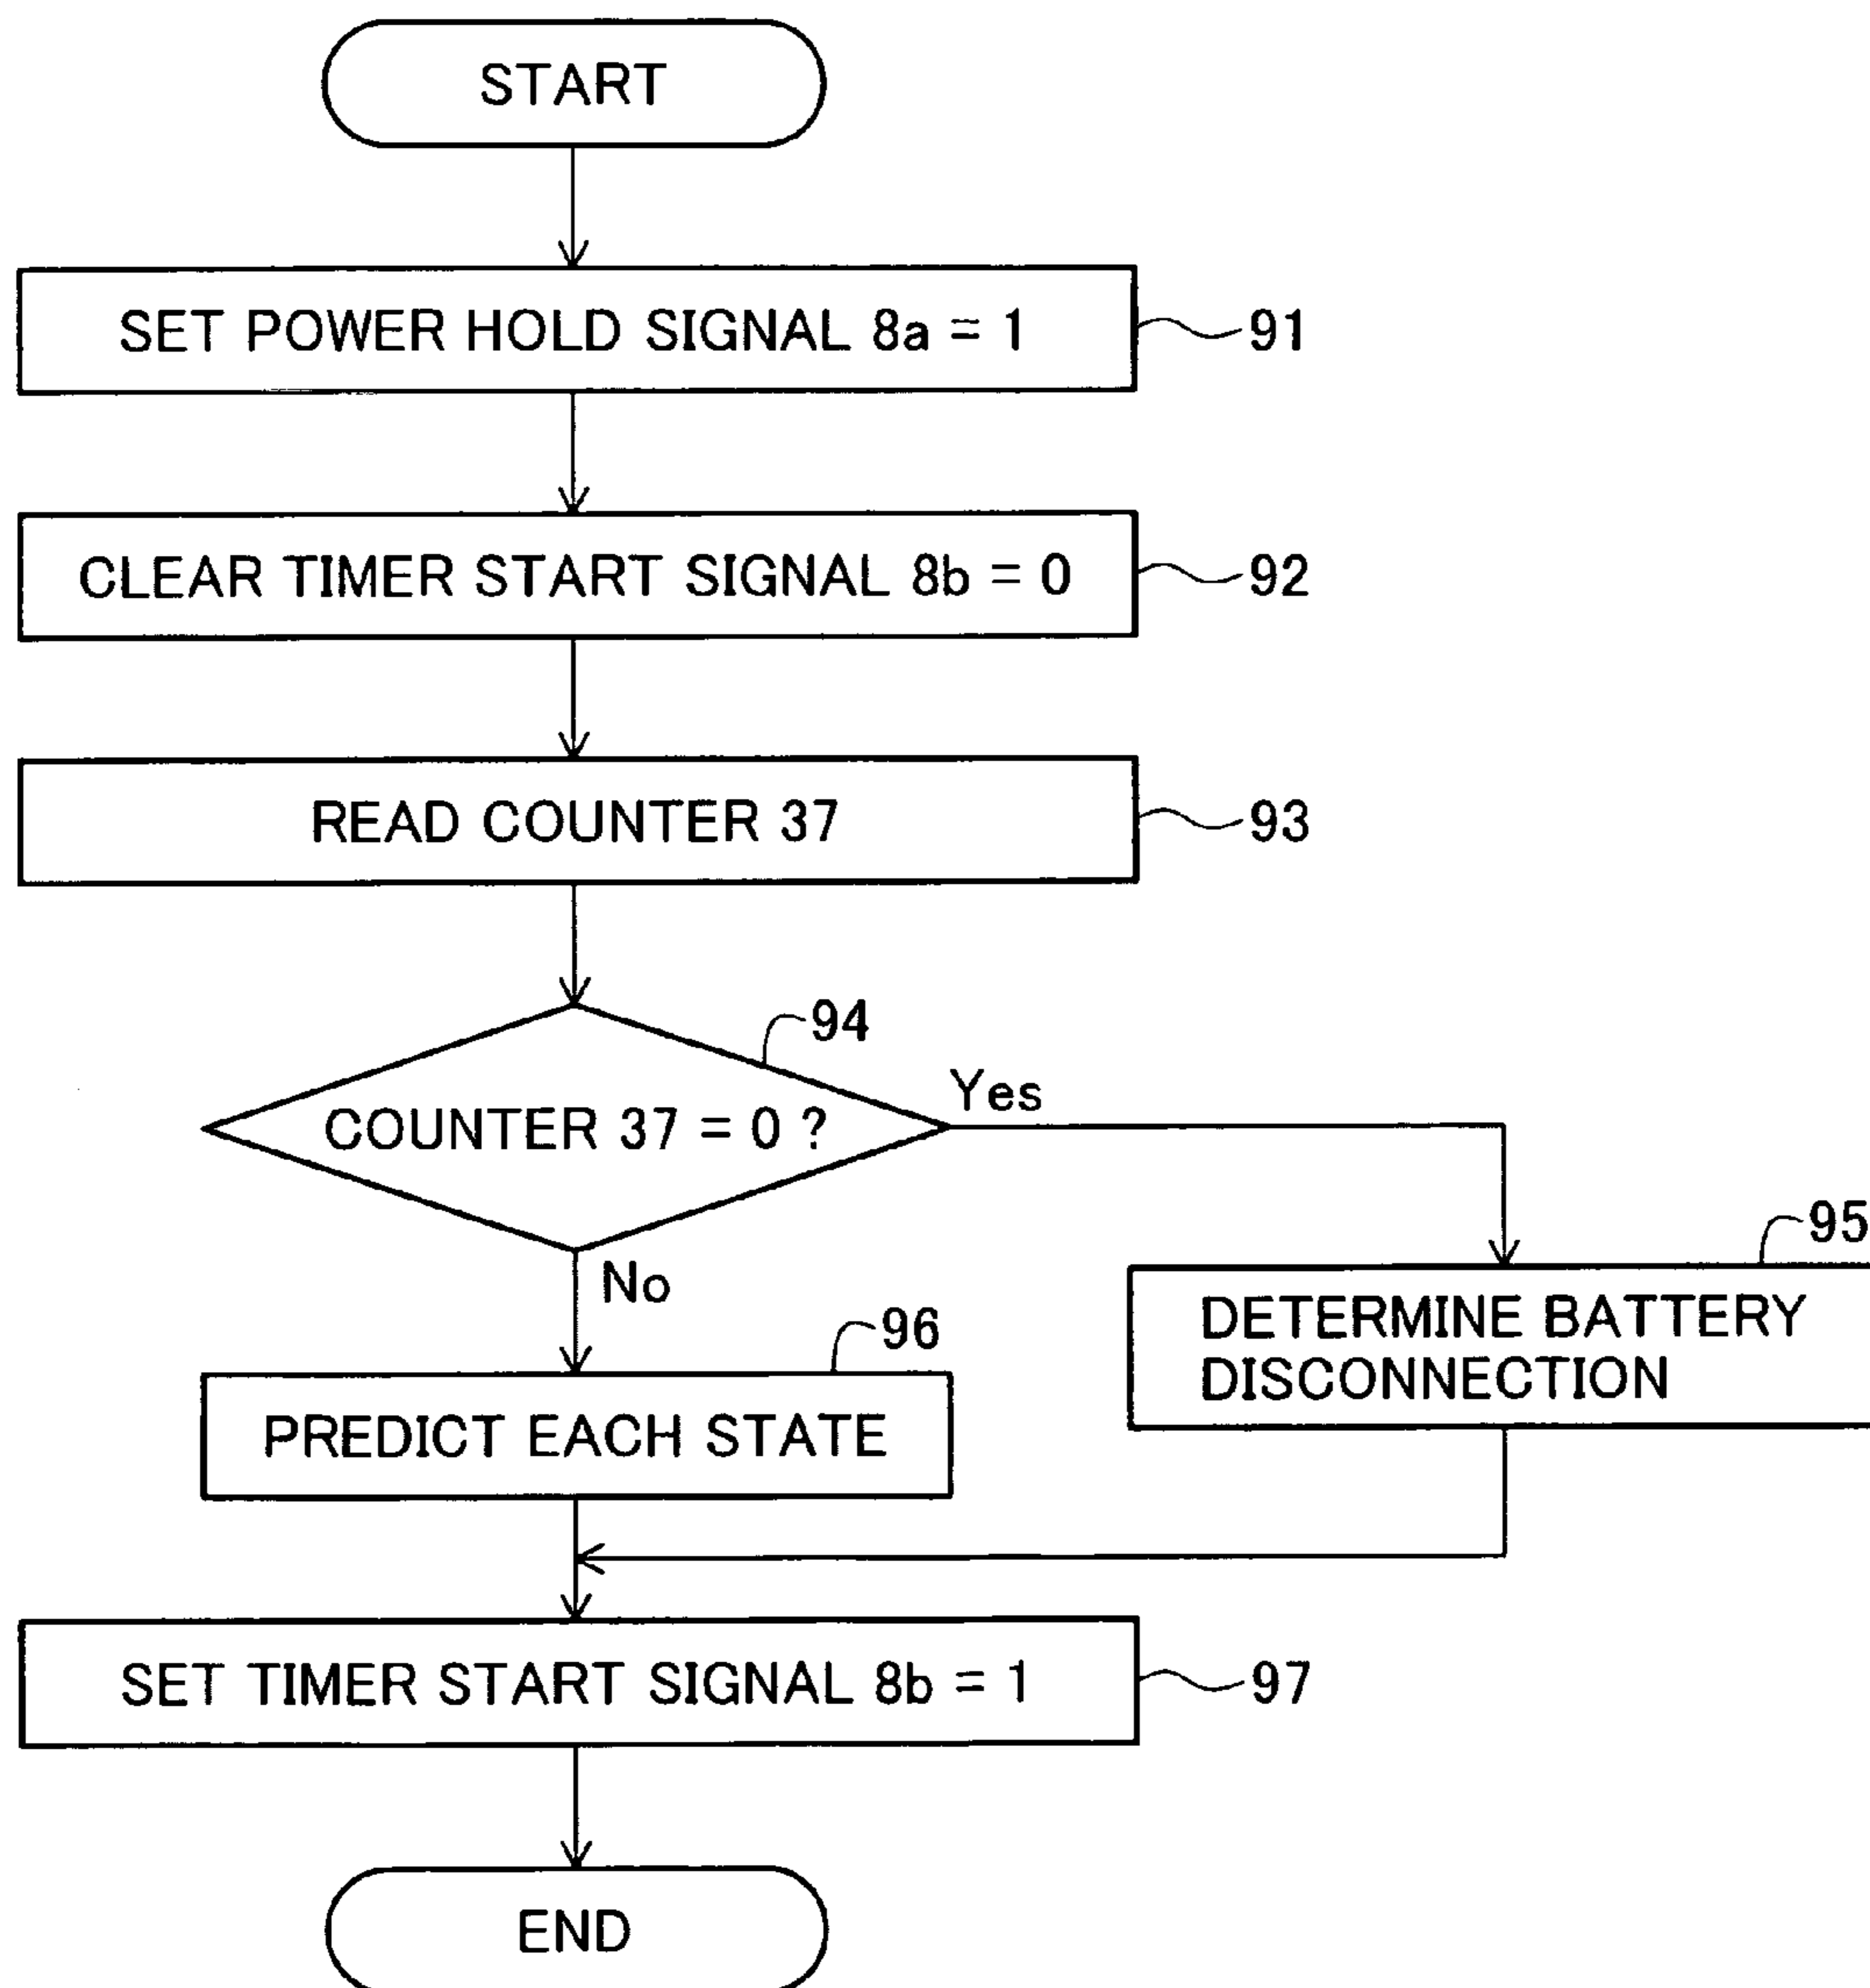 START
SET POWER HOLD SIGNAL 8a = 1
91
CLEAR TIMER START SIGNAL 8b = 0
92
READ COUNTER 37
93
94
COUNTER 37 = 0 ?
Yes
No
95
DETERMINE BATTERY
DISCONNECTION
96
PREDICT EACH STATE
SET TIMER START SIGNAL 8b = 1
97
END